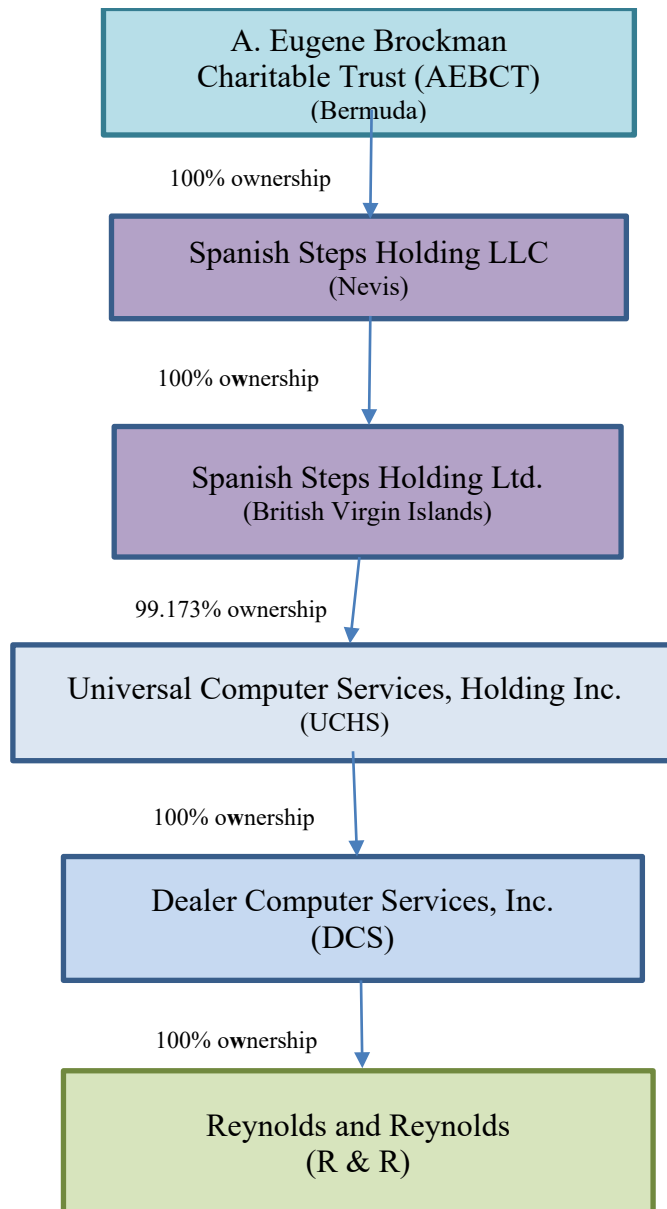 A. Eugene Brockman
Charitable Trust (AEBCT)
(Bermuda)
100% ownership
Spanish Steps Holding LLC
(Nevis)
100% ownership
Spanish Steps Holding Ltd.
(British Virgin Islands)
99.173% ownership
Universal Computer Services, Holding Inc.
(UCHS)
100% ownership
Dealer Computer Services, Inc.
(DCS)
100% ownership
Reynolds and Reynolds
(R & R)